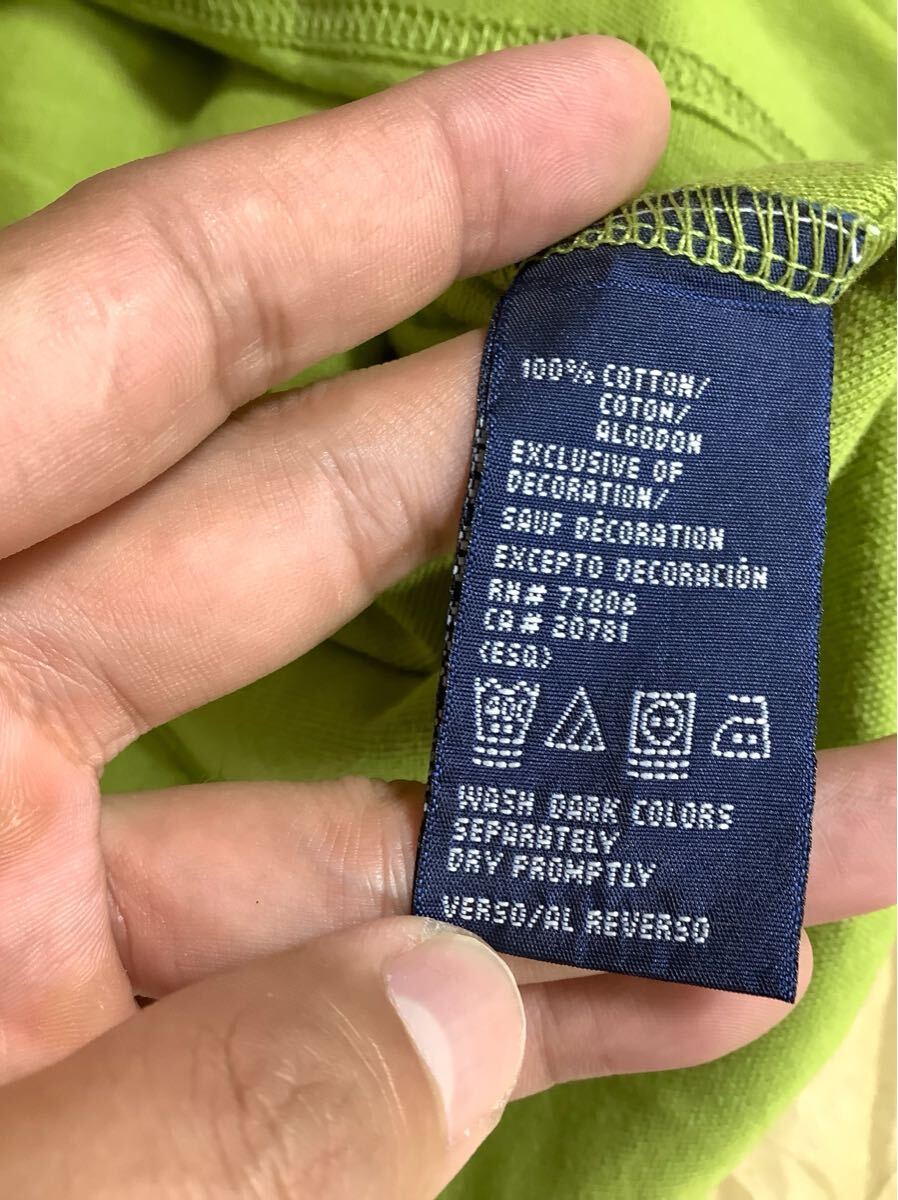 100% COTTON/
COTON/
ALGODON
EXCLUSIVE OF
DECORATION/
SAUF DÉCORATION
EXCEPTO DECORACIÓN
RN# 77806
CA# 20781
(ESQ)
40C
WASH DARK COLORS
SEPARATELY
DRY PROMPTLY
VERSO/AL REVERSO